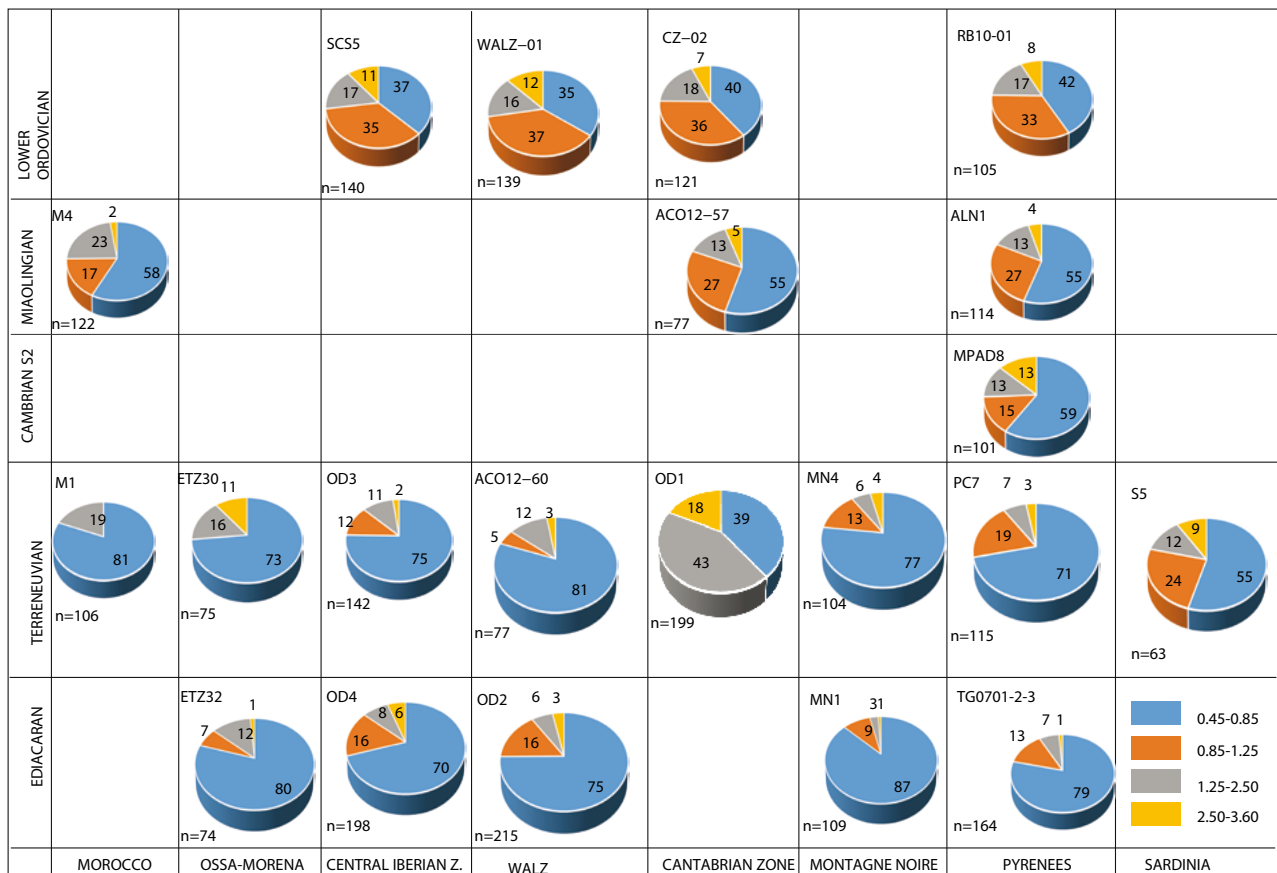 LOWER ORDOVICIAN
SCS5
11
37
17
35
n=140
WALZ–01
12
35
16
37
n=139
CZ–02
7
18
40
36
n=121
RB10-01
8
17
42
33
n=105
MIAOLINGIAN
M4
2
23
17
58
n=122
ACO12–57
5
13
27
55
n=77
ALN1
4
13
27
55
n=114
CAMBRIAN S2
MPAD8
13
13
15
59
n=101
TERRENEUVIAN
M1
19
81
n=106
ETZ30
11
16
73
n=75
OD3
11
2
12
75
n=142
ACO12–60
12
3
5
81
n=77
OD1
18
39
43
n=199
MN4
6
4
13
77
n=104
PC7
7
3
19
71
n=115
S5
9
12
24
55
n=63
EDIACARAN
ETZ32
1
7
12
80
n=74
OD4
8
6
16
70
n=198
OD2
6
3
16
75
n=215
MN1
31
9
87
n=109
TG0701-2-3
7
1
13
79
n=164
0.45-0.85
0.85-1.25
1.25-2.50
2.50-3.60
MOROCCO
OSSA-MORENA
CENTRAL IBERIAN Z.
WALZ
CANTABRIAN ZONE
MONTAGNE NOIRE
PYRENEES
SARDINIA